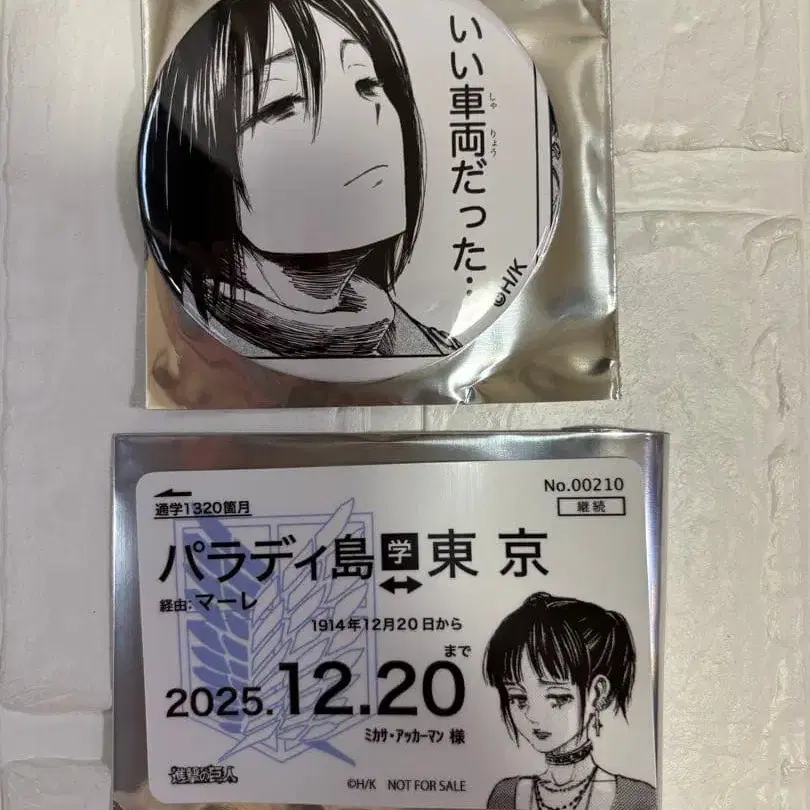 いい車両だった…
しゃ
りょう
©H/K
No.00210
通学1320箇月
継続
パラディ島学↔東京
経由:マーレ
1914年12月20日から
2025.12.20まで
ミカサ・アッカーマン 様
進撃の巨人
©H/K NOT FOR SALE